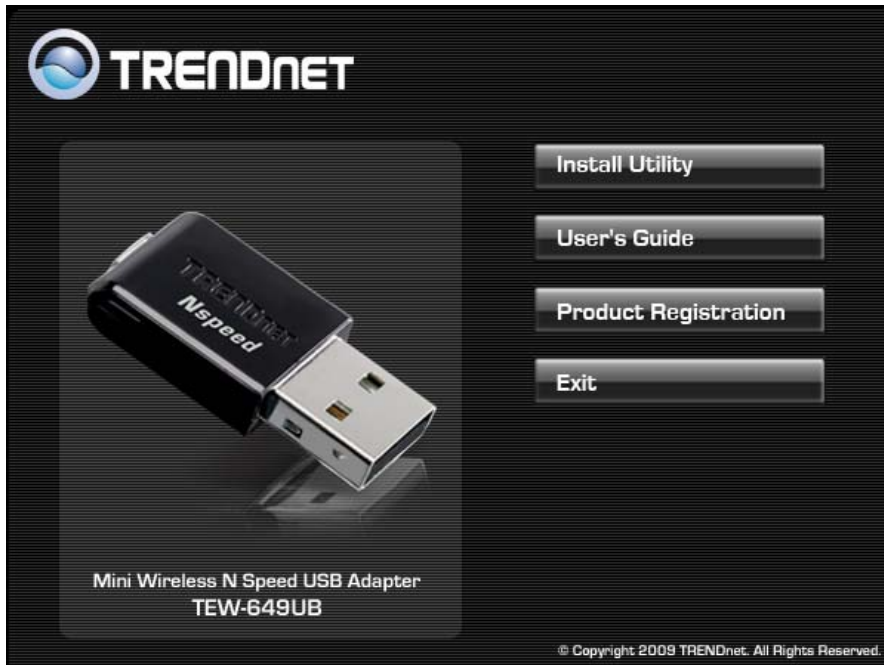 TRENDNET
Install Utility
User's Guide
Product Registration
Exit
TRENDNET
Nspeed
Mini Wireless N Speed USB Adapter
TEW-649UB
© Copyright 2009 TRENDnet. All Rights Reserved.